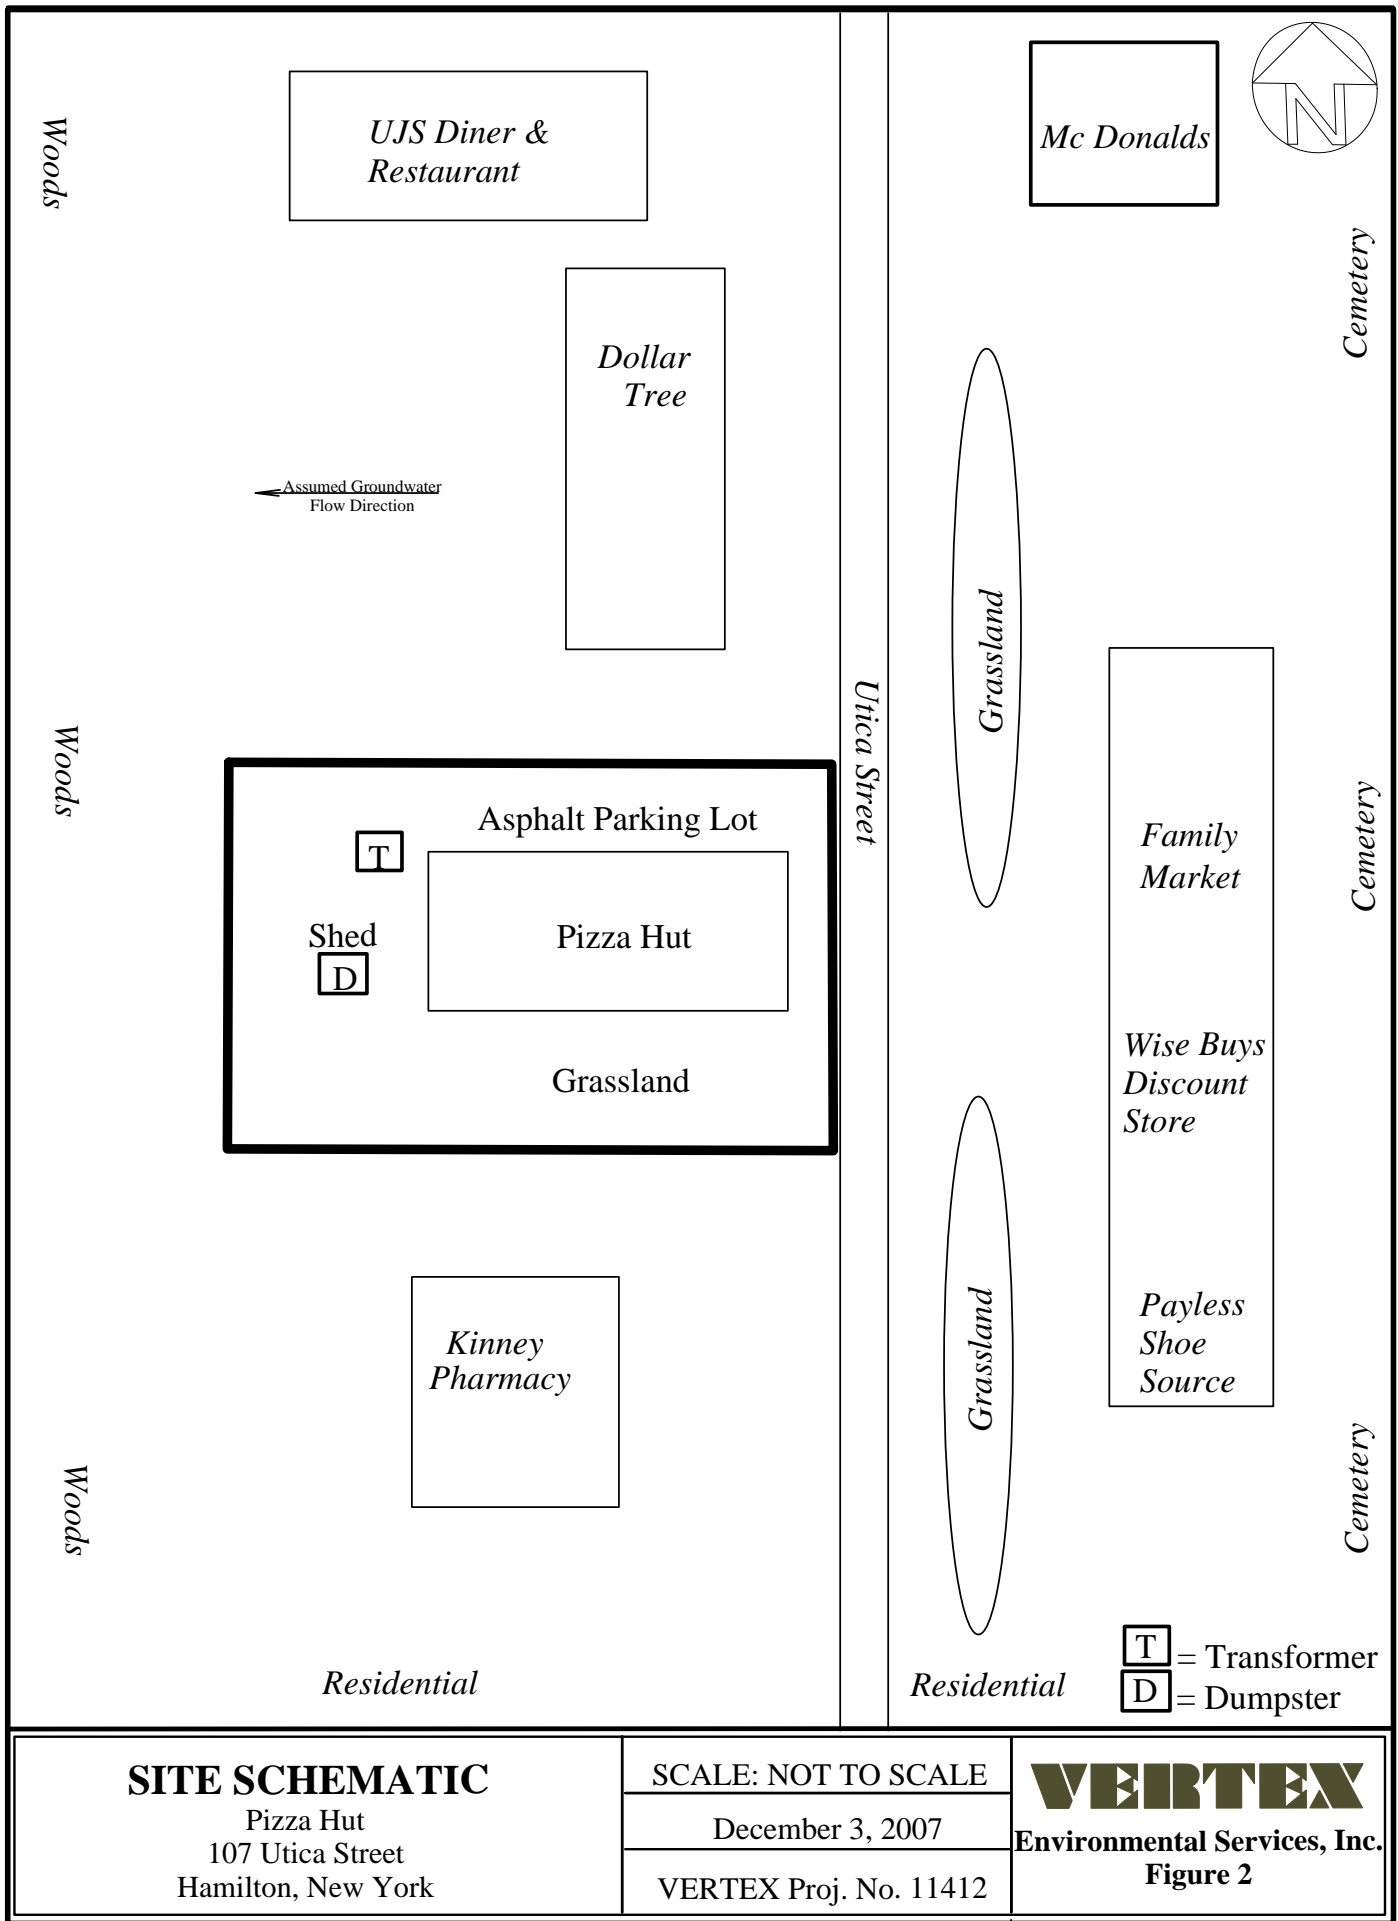 N
Woods
UJS Diner &
Restaurant
Mc Donalds
Cemetery
Dollar
Tree
Assumed Groundwater
Flow Direction
Grassland
Utica Street
Woods
Asphalt Parking Lot
T
Shed
D
Pizza Hut
Grassland
Family
Market
Cemetery
Wise Buys
Discount
Store
Kinney
Pharmacy
Grassland
Payless
Shoe
Source
Woods
Cemetery
Residential
Residential
T = Transformer
D = Dumpster
SITE SCHEMATIC
Pizza Hut
107 Utica Street
Hamilton, New York
SCALE: NOT TO SCALE
December 3, 2007
VERTEX Proj. No. 11412
VERTEX
Environmental Services, Inc.
Figure 2